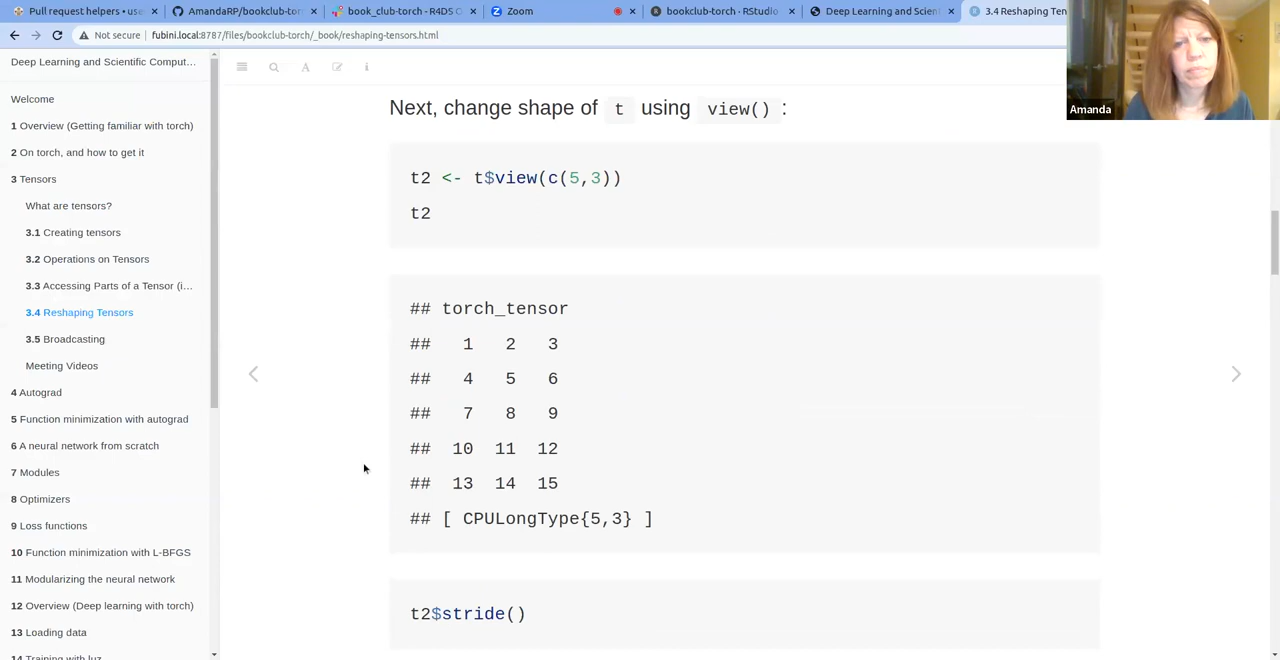 Pull request helpers • use
AmandaRP/bookclub-tor
book_club-torch - R4DS C
Zoom
bookclub-torch - RStudio
Deep Learning and Scient
3.4 Reshaping Ten
Not secure
fubini.local:8787/files/bookclub-torch/_book/reshaping-tensors.html
Amanda
Deep Learning and Scientific Comput...
Welcome
1 Overview (Getting familiar with torch)
2 On torch, and how to get it
3 Tensors
What are tensors?
3.1 Creating tensors
3.2 Operations on Tensors
3.3 Accessing Parts of a Tensor (i...
3.4 Reshaping Tensors
3.5 Broadcasting
Meeting Videos
4 Autograd
5 Function minimization with autograd
6 A neural network from scratch
7 Modules
8 Optimizers
9 Loss functions
10 Function minimization with L-BFGS
11 Modularizing the neural network
12 Overview (Deep learning with torch)
13 Loading data
14 Training with luz
Next, change shape of t using view() :
t2 <- t$view(c(5,3))
t2
## torch_tensor
## 1 2 3
## 4 5 6
## 7 8 9
## 10 11 12
## 13 14 15
## [ CPULongType{5,3} ]
t2$stride()